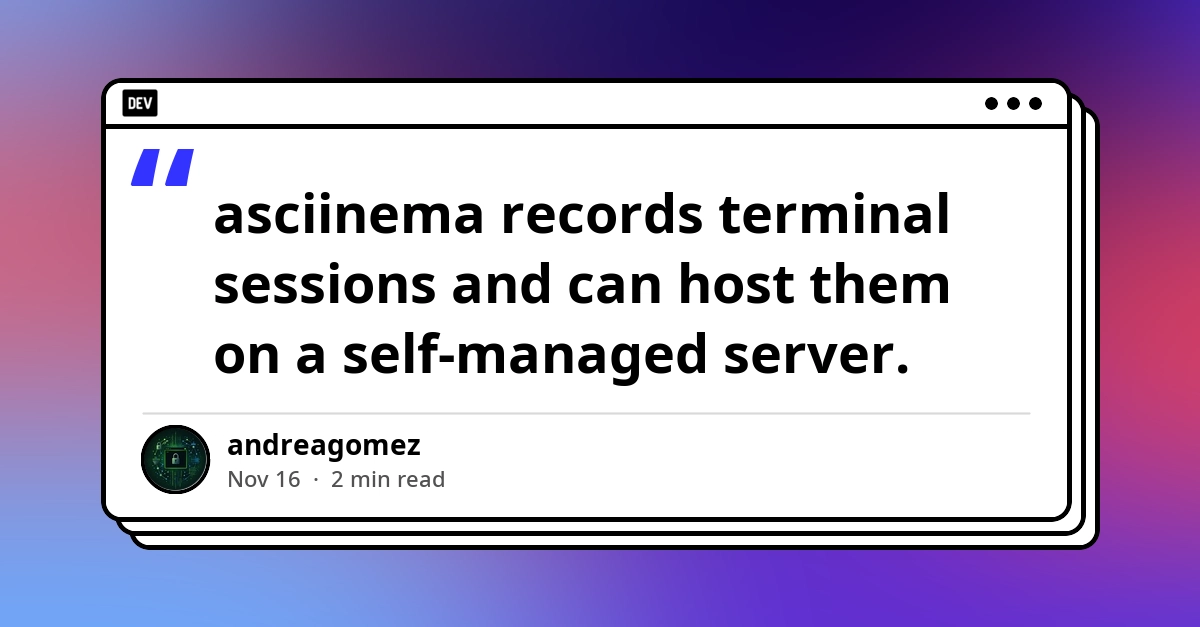 DEV
“
asciinema records terminal
sessions and can host them
on a self-managed server.
andreagomez
Nov 16 · 2 min read